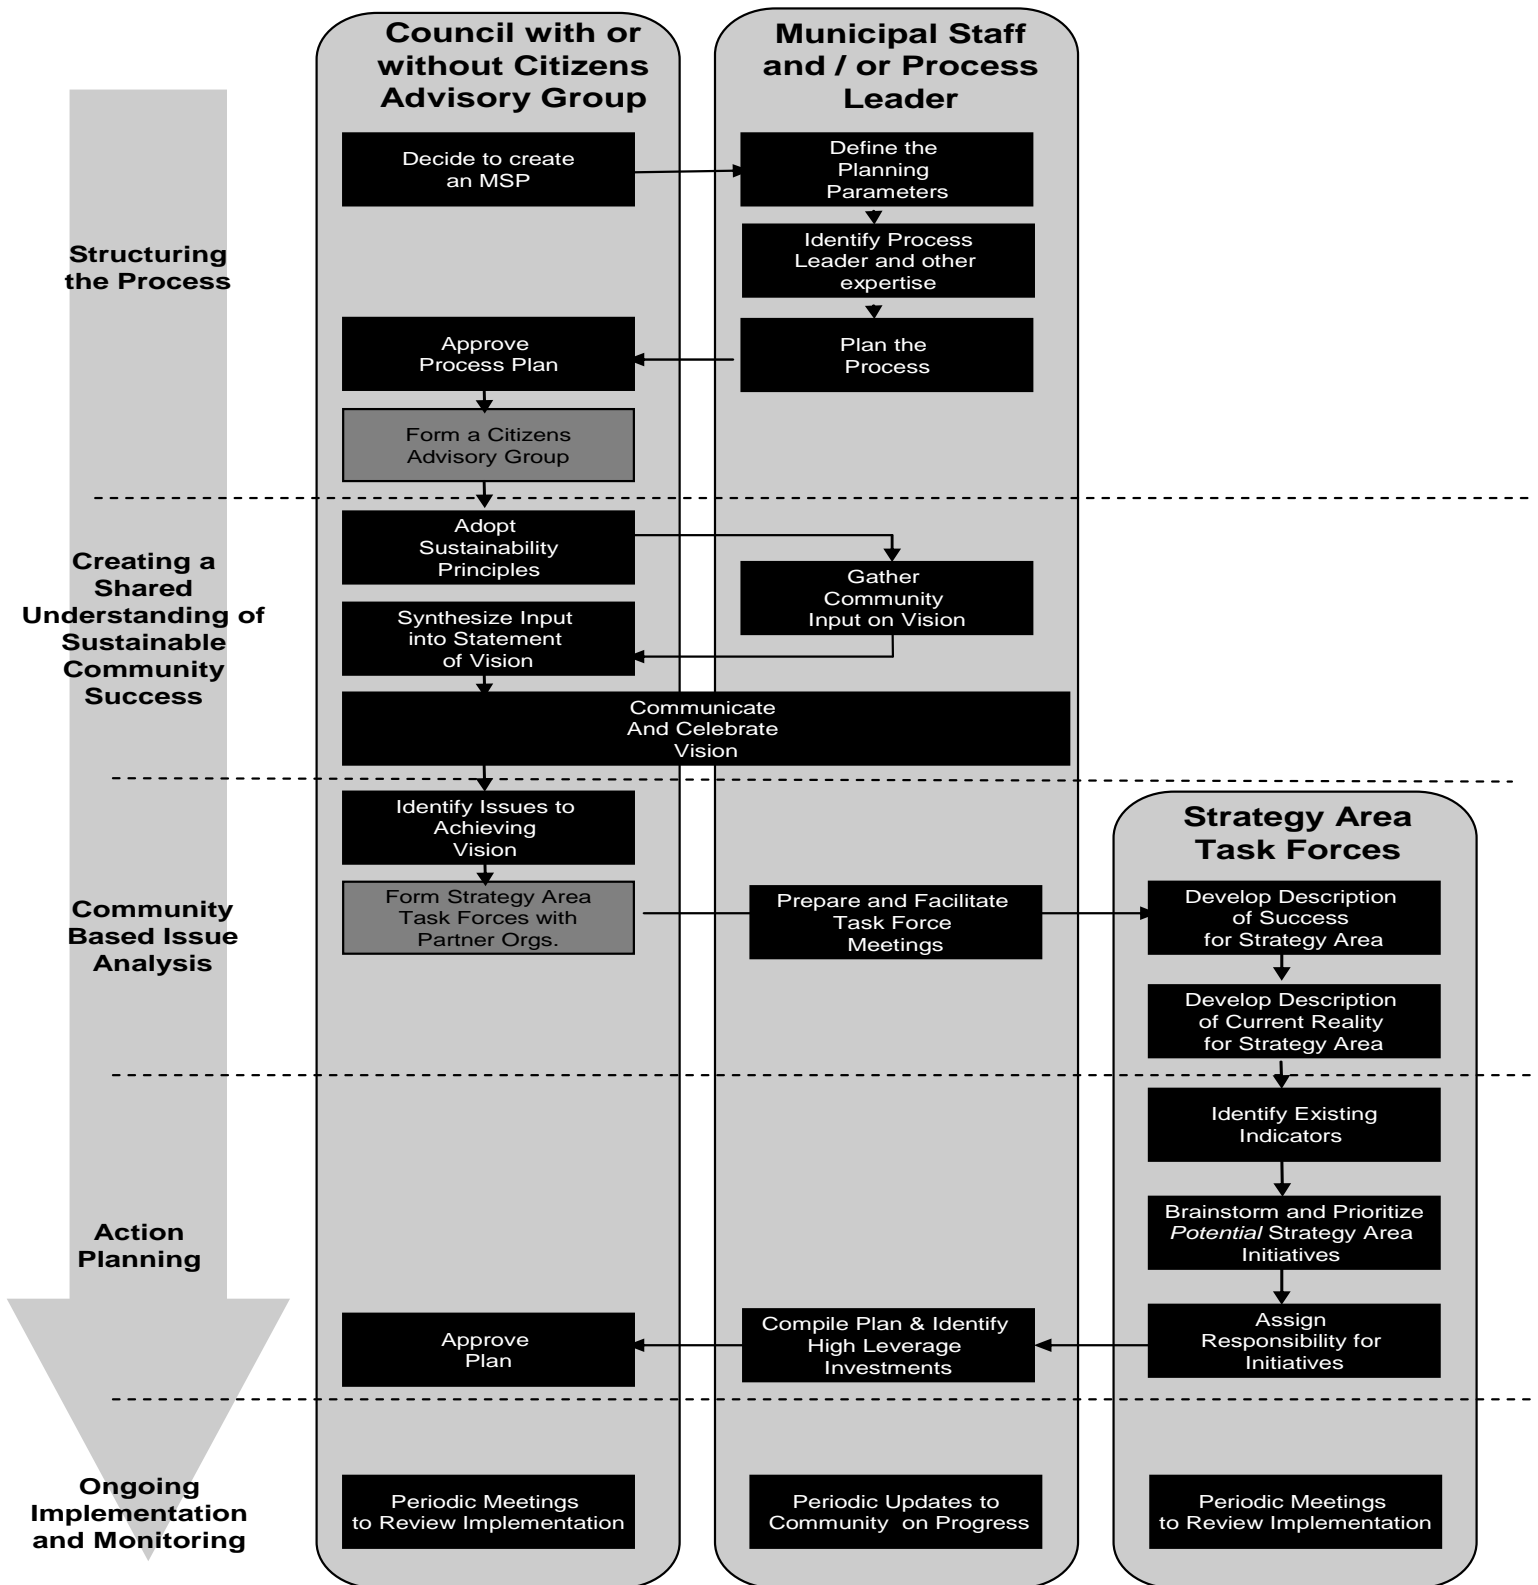 Council with or
without Citizens
Advisory Group
Municipal Staff
and / or Process
Leader
Structuring
the Process
Decide to create
an MSP
Define the
Planning
Parameters
Identify Process
Leader and other
expertise
Approve
Process Plan
Plan the
Process
Form a Citizens
Advisory Group
Creating a
Shared
Understanding of
Sustainable
Community
Success
Adopt
Sustainability
Principles
Gather
Community
Input on Vision
Synthesize Input
into Statement
of Vision
Communicate
And Celebrate
Vision
Strategy Area
Task Forces
Community
Based Issue
Analysis
Identify Issues to
Achieving
Vision
Form Strategy Area
Task Forces with
Partner Orgs.
Prepare and Facilitate
Task Force
Meetings
Develop Description
of Success
for Strategy Area
Develop Description
of Current Reality
for Strategy Area
Action
Planning
Identify Existing
Indicators
Brainstorm and Prioritize
Potential Strategy Area
Initiatives
Approve
Plan
Compile Plan & Identify
High Leverage
Investments
Assign
Responsibility for
Initiatives
Ongoing
Implementation
and Monitoring
Periodic Meetings
to Review Implementation
Periodic Updates to
Community on Progress
Periodic Meetings
to Review Implementation